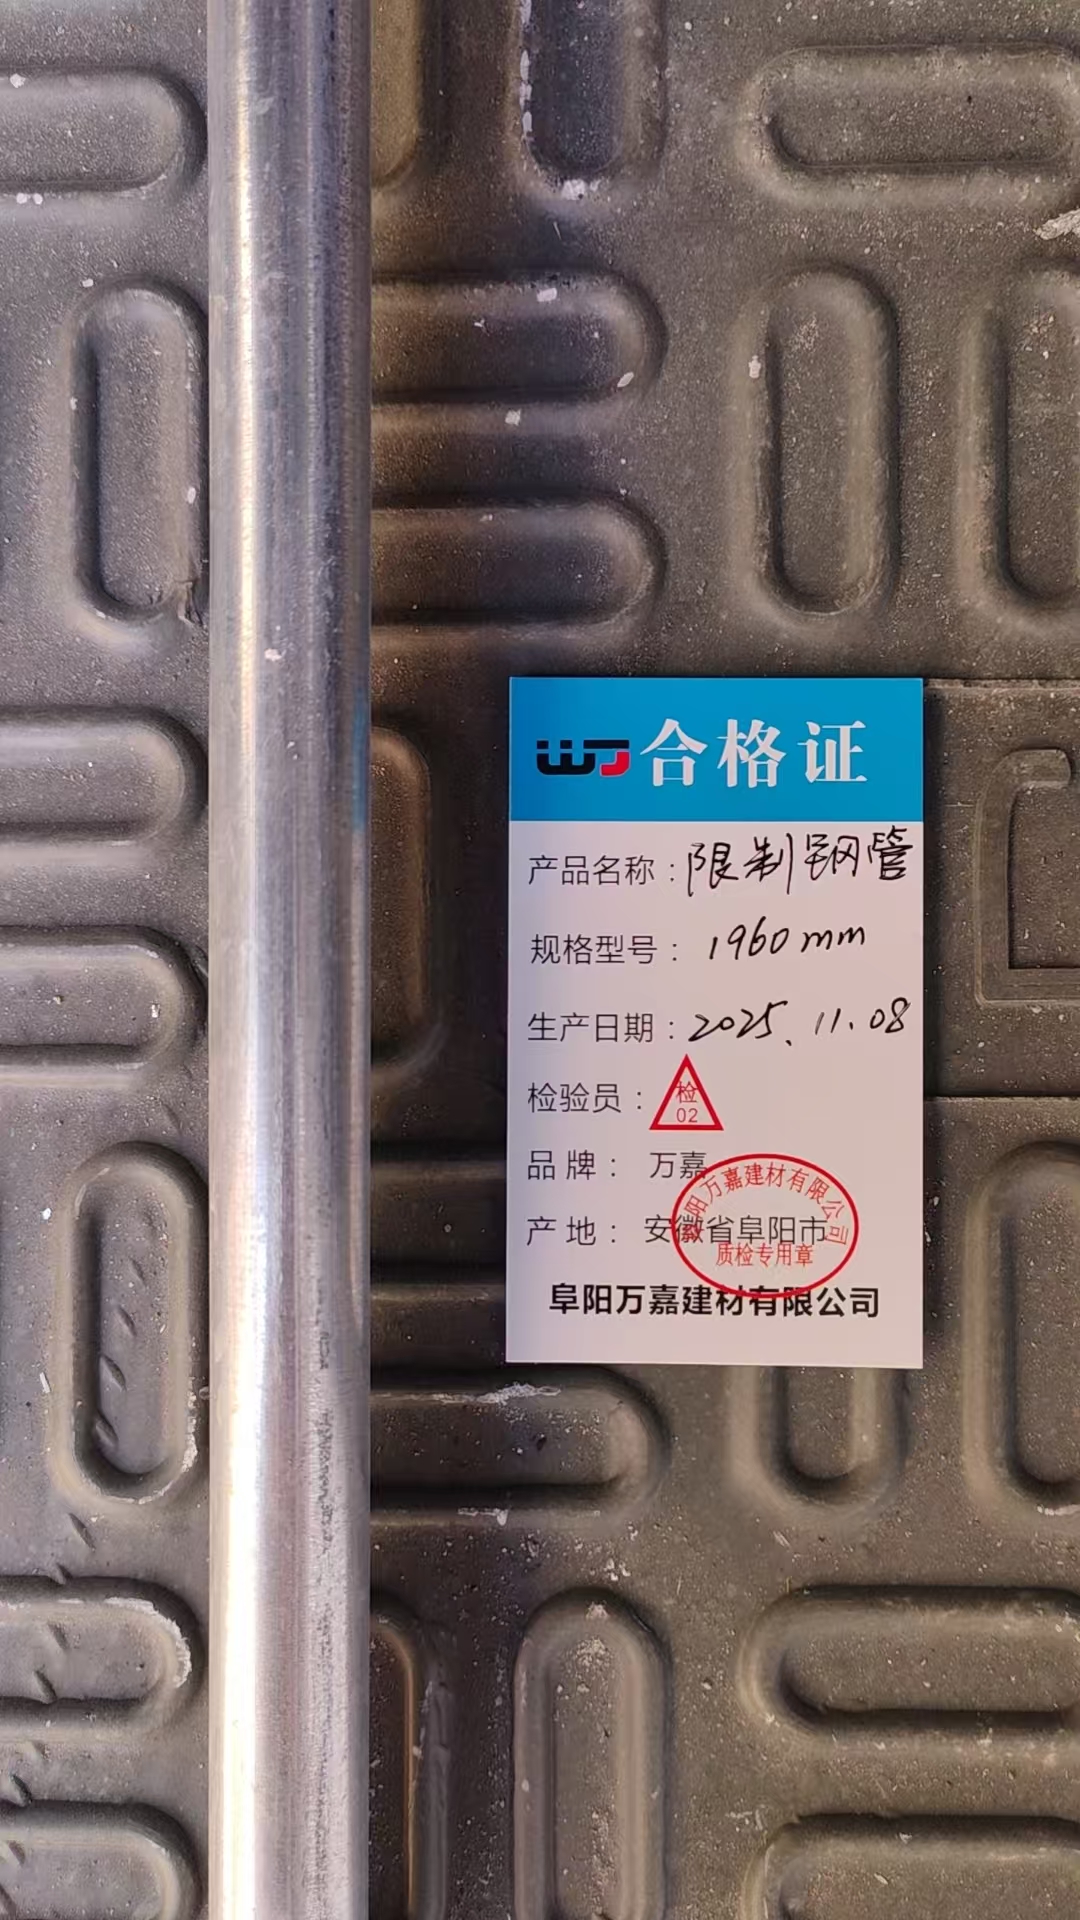 WJ 合格证
产品名称：限制钢管
规格型号：1960mm
生产日期：2025.11.08
检验员：检 02
品牌：万嘉
产地：安徽省阜阳市
阜阳万嘉建材有限公司
质检专用章
阜阳万嘉建材有限公司